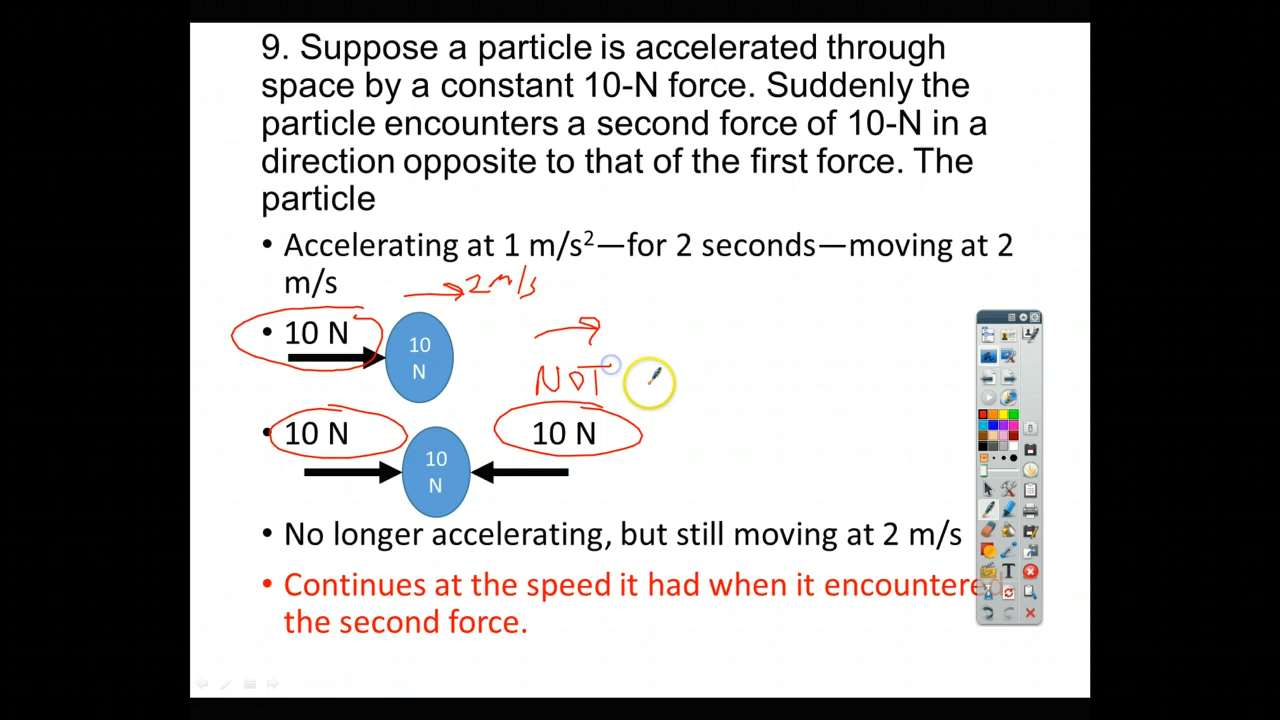 9. Suppose a particle is accelerated through
space by a constant 10-N force. Suddenly the
particle encounters a second force of 10-N in a
direction opposite to that of the first force. The
particle
• Accelerating at 1 m/s²—for 2 seconds—moving at 2
m/s
2 m/s
• 10 N
10
N
NOT
• 10 N
10 N
10
N
• No longer accelerating, but still moving at 2 m/s
• Continues at the speed it had when it encountered
the second force.
T